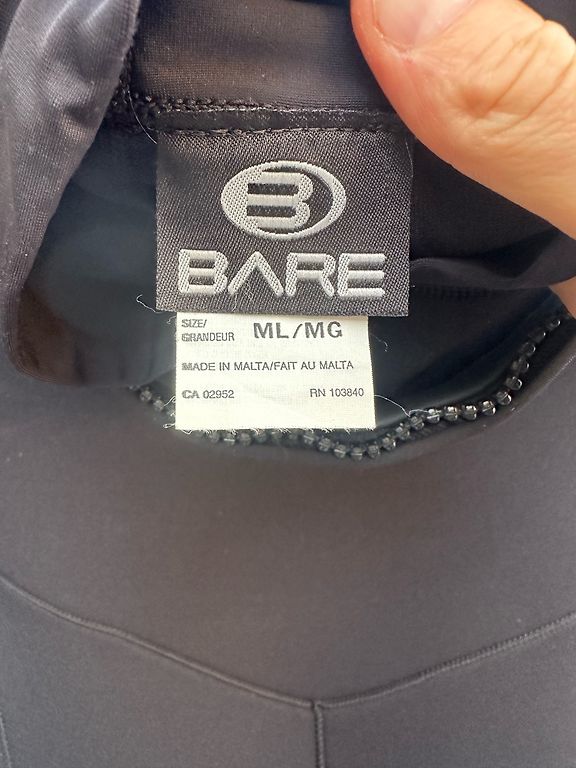 B
BARE
SIZE/
GRANDEUR ML/MG
MADE IN MALTA/FAIT AU MALTA
CA 02952 RN 103840